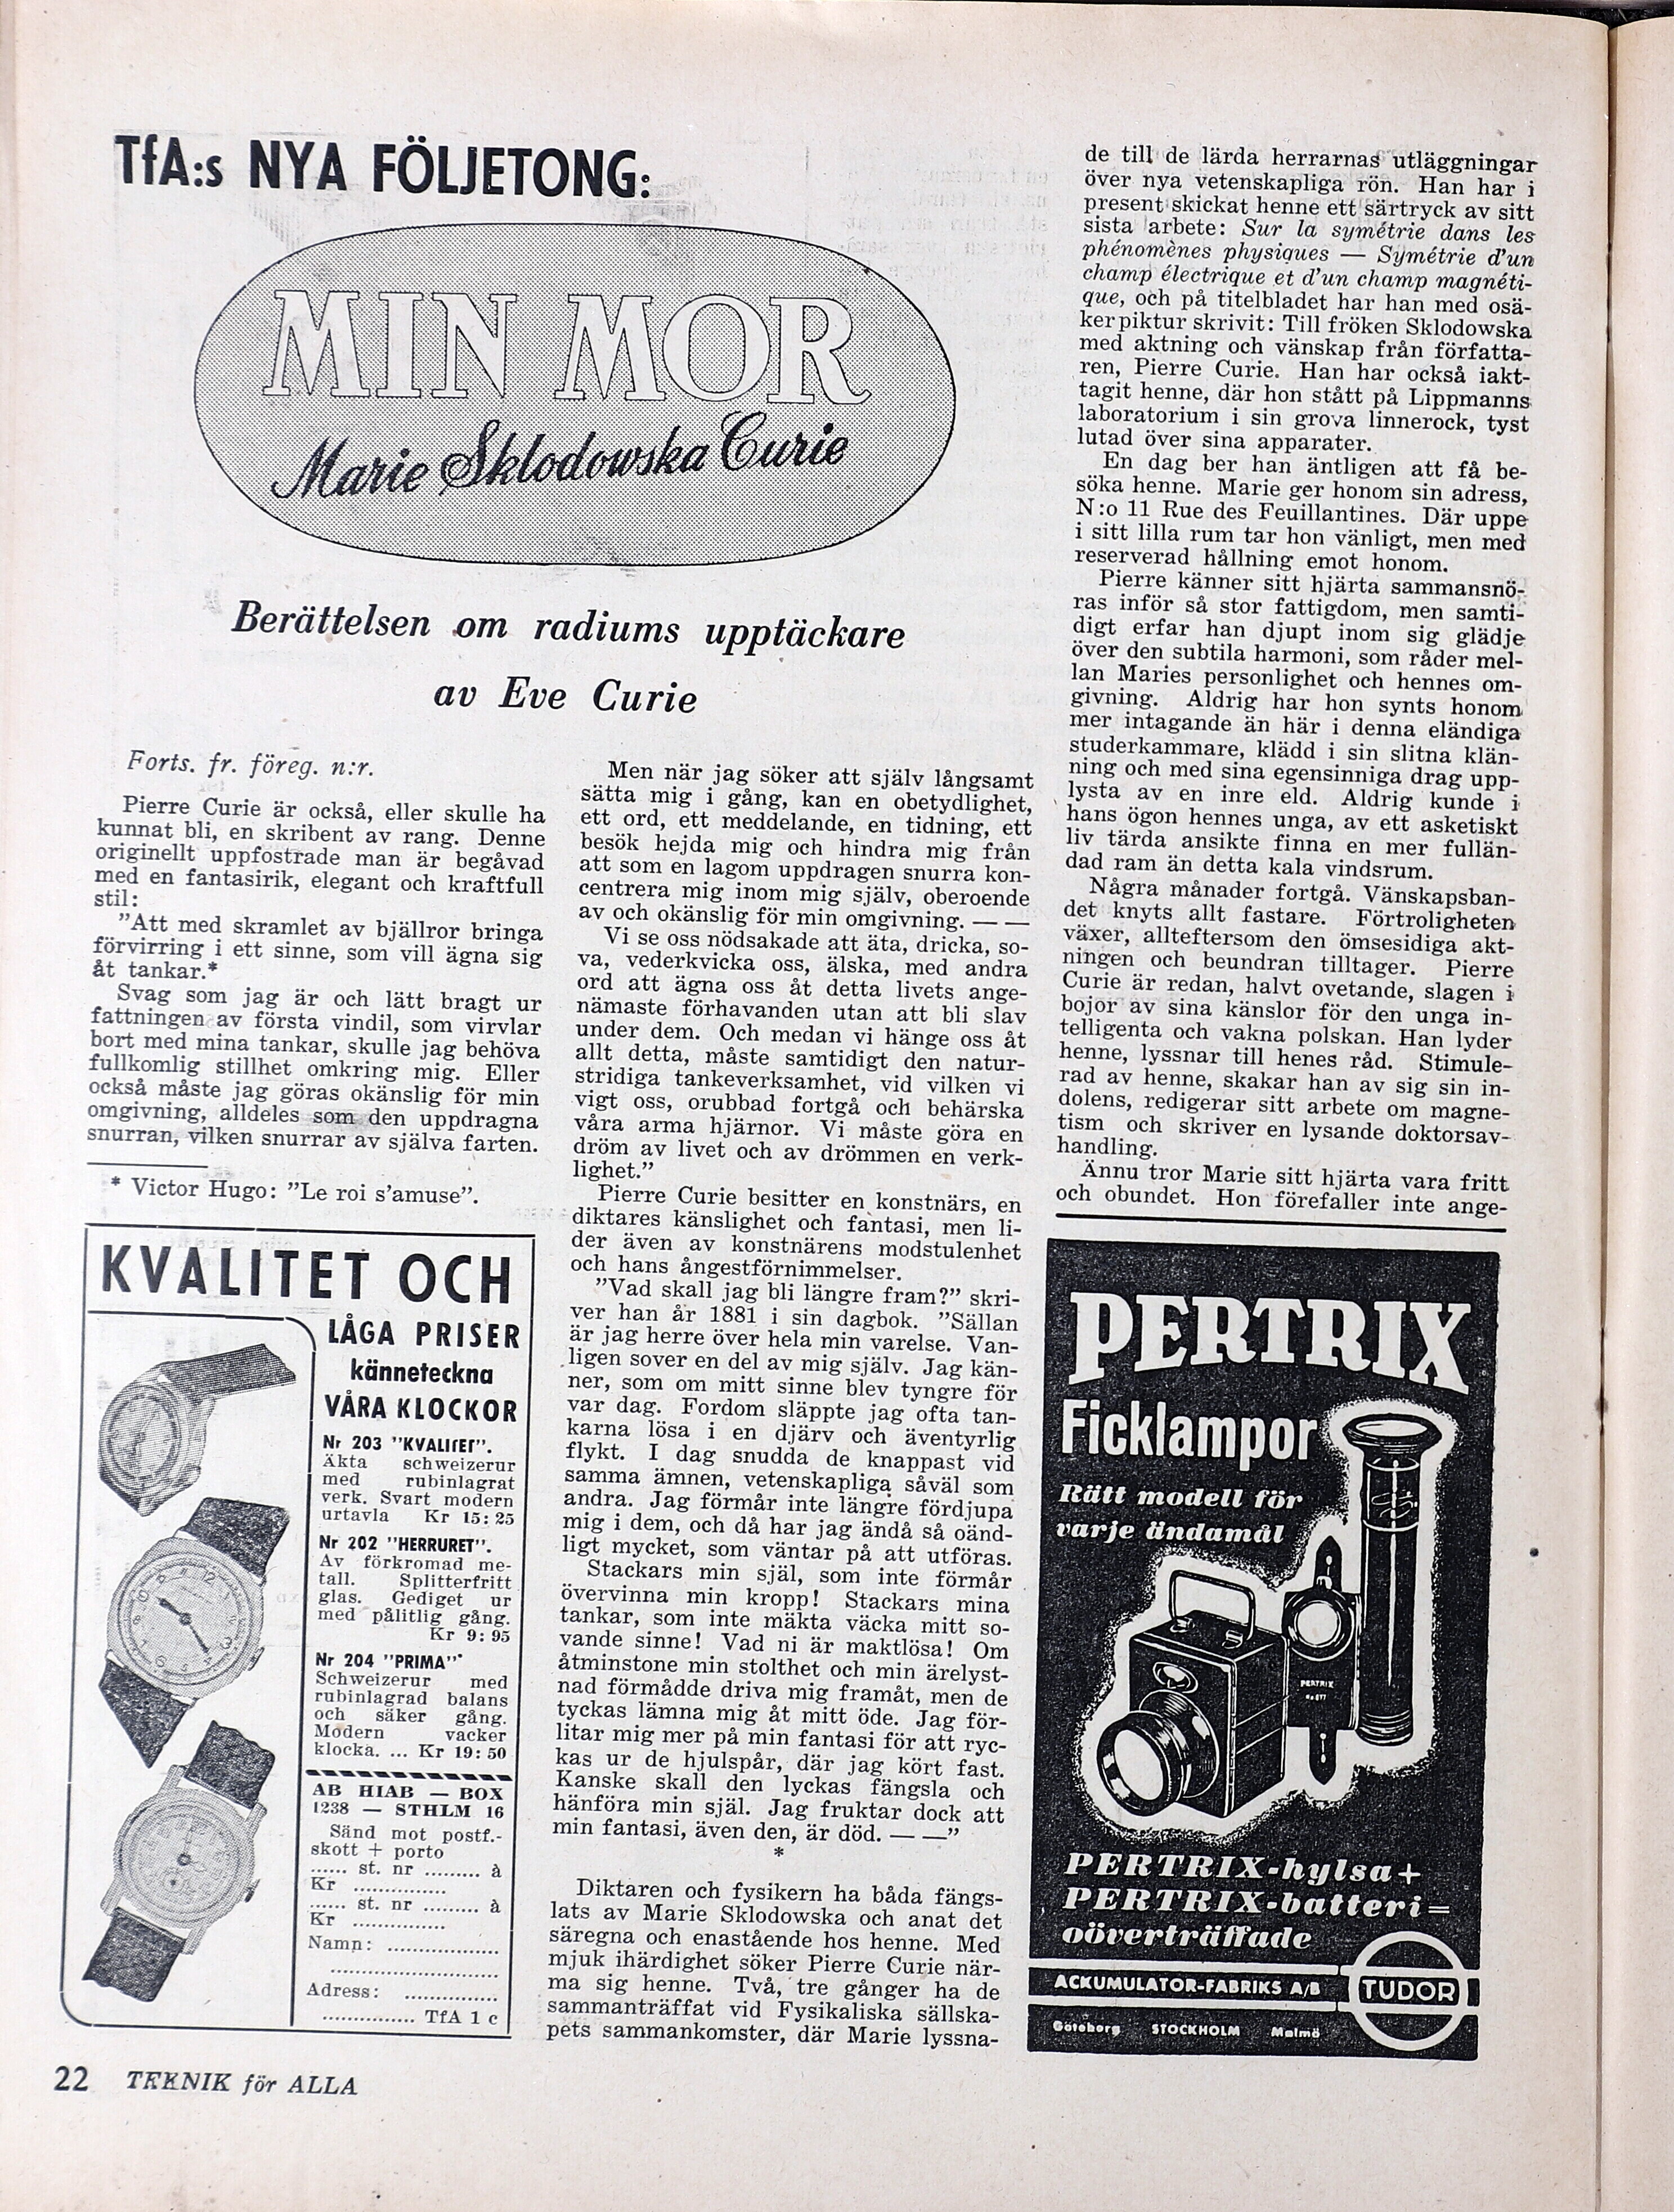 TfA:s NYA FÖLJETONG:
MIN MOR
Marie Sklodowska Curie
Berättelsen om radiums upptäckare
av Eve Curie
Forts. fr. föreg. n:r.
Pierre Curie är också, eller skulle ha
kunnat bli, en skribent av rang. Denne
originellt uppfostrade man är begåvad
med en fantasirik, elegant och kraftfull
stil:
”Att med skramlet av bjällror bringa
förvirring i ett sinne, som vill ägna sig
åt tankar.*
Svag som jag är och lätt bragt ur
fattningen av första vindil, som virvlar
bort med mina tankar, skulle jag behöva
fullkomlig stillhet omkring mig. Eller
också måste jag göras okänslig för min
omgivning, alldeles som den uppdragna
snurran, vilken snurrar av själva farten.
* Victor Hugo: ”Le roi s’amuse”.
Men när jag söker att själv långsamt
sätta mig i gång, kan en obetydlighet,
ett ord, ett meddelande, en tidning, ett
besök hejda mig och hindra mig från
att som en lagom uppdragen snurra kon-
centrera mig inom mig själv, oberoende
av och okänslig för min omgivning. — —
Vi se oss nödsakade att äta, dricka, so-
va, vederkvicka oss, älska, med andra
ord att ägna oss åt detta livets ange-
nämaste förhavanden utan att bli slav
under dem. Och medan vi hänge oss åt
allt detta, måste samtidigt den natur-
stridiga tankeverksamhet, vid vilken vi
vigt oss, orubbad fortgå och behärska
våra arma hjärnor. Vi måste göra en
dröm av livet och av drömmen en verk-
lighet.”
Pierre Curie besitter en konstnärs, en
diktares känslighet och fantasi, men li-
der även av konstnärens modstulenhet
och hans ångestförnimmelser.
”Vad skall jag bli längre fram?” skri-
ver han år 1881 i sin dagbok. ”Sällan
är jag herre över hela min varelse. Van-
ligen sover en del av mig själv. Jag kän-
ner, som om mitt sinne blev tyngre för
var dag. Fordom släppte jag ofta tan-
karna lösa i en djärv och äventyrlig
flykt. I dag snudda de knappast vid
samma ämnen, vetenskapliga såväl som
andra. Jag förmår inte längre fördjupa
mig i dem, och då har jag ändå så oänd-
ligt mycket, som väntar på att utföras.
Stackars min själ, som inte förmår
övervinna min kropp! Stackars mina
tankar, som inte mäkta väcka mitt so-
vande sinne! Vad ni är maktlösa! Om
åtminstone min stolthet och min ärelyst-
nad förmådde driva mig framåt, men de
tyckas lämna mig åt mitt öde. Jag för-
litar mig mer på min fantasi för att ryc-
kas ur de hjulspår, där jag kört fast.
Kanske skall den lyckas fängsla och
hänföra min själ. Jag fruktar dock att
min fantasi, även den, är död. — —”
*
Diktaren och fysikern ha båda fängs-
lats av Marie Sklodowska och anat det
säregna och enastående hos henne. Med
mjuk ihärdighet söker Pierre Curie när-
ma sig henne. Två, tre gånger ha de
sammanträffat vid Fysikaliska sällska-
pets sammankomster, där Marie lyssna-
de till de lärda herrarnas utläggningar
över nya vetenskapliga rön. Han har i
present skickat henne ett särtryck av sitt
sista arbete: Sur la symétrie dans les
phénomènes physiques — Symétrie d’un
champ électrique et d’un champ magnéti-
que, och på titelbladet har han med osä-
ker piktur skrivit: Till fröken Sklodowska
med aktning och vänskap från författa-
ren, Pierre Curie. Han har också iakt-
tagit henne, där hon stått på Lippmanns
laboratorium i sin grova linnerock, tyst
lutad över sina apparater.
En dag ber han äntligen att få be-
söka henne. Marie ger honom sin adress,
N:o 11 Rue des Feuillantines. Där uppe
i sitt lilla rum tar hon vänligt, men med
reserverad hållning emot honom.
Pierre känner sitt hjärta sammansnö-
ras inför så stor fattigdom, men samti-
digt erfar han djupt inom sig glädje
över den subtila harmoni, som råder mel-
lan Maries personlighet och hennes om-
givning. Aldrig har hon synts honom
mer intagande än här i denna eländiga
studerkammare, klädd i sin slitna klän-
ning och med sina egensinniga drag upp-
lysta av en inre eld. Aldrig kunde i
hans ögon hennes unga, av ett asketiskt
liv tärda ansikte finna en mer fullän-
dad ram än detta kala vindsrum.
Några månader fortgå. Vänskapsban-
det knyts allt fastare. Förtroligheten
växer, allteftersom den ömsesidiga akt-
ningen och beundran tilltager. Pierre
Curie är redan, halvt ovetande, slagen i
bojor av sina känslor för den unga in-
telligenta och vakna polskan. Han lyder
henne, lyssnar till henes råd. Stimule-
rad av henne, skakar han av sig sin in-
dolens, redigerar sitt arbete om magne-
tism och skriver en lysande doktorsav-
handling.
Ännu tror Marie sitt hjärta vara fritt
och obundet. Hon förefaller inte ange-
KVALITET OCH
LÅGA PRISER
känneteckna
VÅRA KLOCKOR
Nr 203 ”KVALITET”.
Äkta schweizerur
med rubinlagrat
verk. Svart modern
urtavla Kr 15:25
Nr 202 ”HERRURET”.
Av förkromad me-
tall. Splitterfritt
glas. Gediget ur
med pålitlig gång.
Kr 9:95
Nr 204 ”PRIMA”
Schweizerur med
rubinlagrad balans
och säker gång.
Modern vacker
klocka. ... Kr 19:50
AB HIAB — BOX
1238 — STHLM 16
Sänd mot postf.-
skott + porto
...... st. nr ......... à
Kr ...............
...... st. nr ......... à
Kr ...............
Namn: ..................
...........................
Adress: ...............
............... TfA 1 c
PERTRIX
Ficklampor
Rätt modell för
varje ändamål
PERTRIX
No 677
PERTRIX-hylsa+
PERTRIX-batteri=
oöverträffade
ACKUMULATOR-FABRIKS A/B TUDOR
Göteborg STOCKHOLM Malmö
22 TEKNIK för ALLA